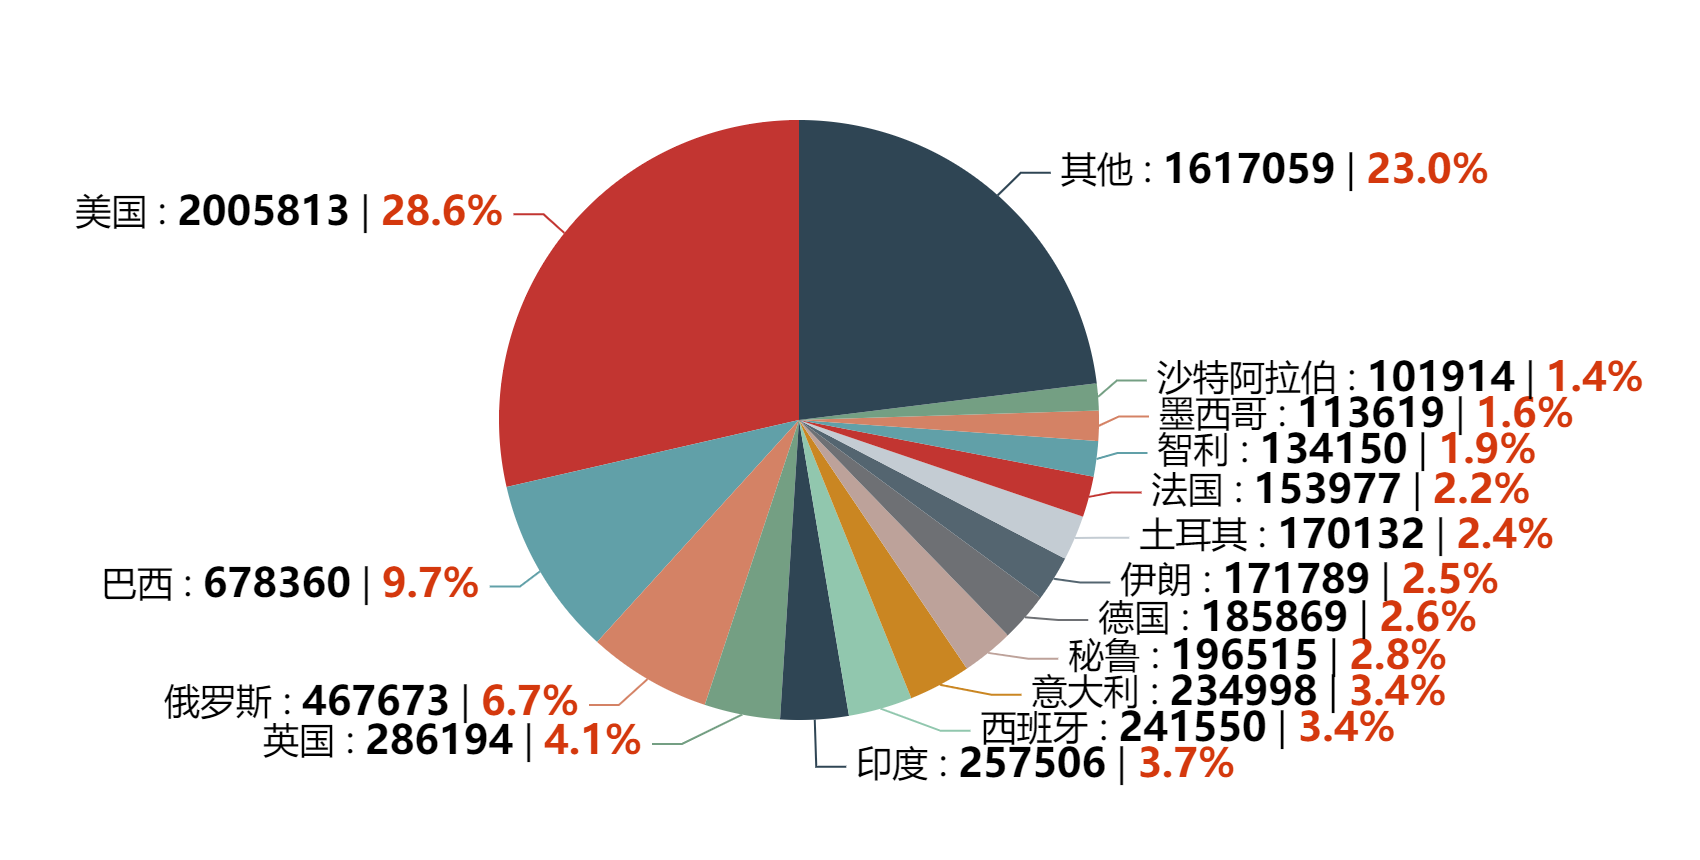 其他 : 1617059 | 23.0%
美国 : 2005813 | 28.6%
沙特阿拉伯 : 101914 | 1.4%
墨西哥 : 113619 | 1.6%
智利 : 134150 | 1.9%
法国 : 153977 | 2.2%
土耳其 : 170132 | 2.4%
伊朗 : 171789 | 2.5%
巴西 : 678360 | 9.7%
德国 : 185869 | 2.6%
秘鲁 : 196515 | 2.8%
意大利 : 234998 | 3.4%
俄罗斯 : 467673 | 6.7%
西班牙 : 241550 | 3.4%
英国 : 286194 | 4.1%
印度 : 257506 | 3.7%